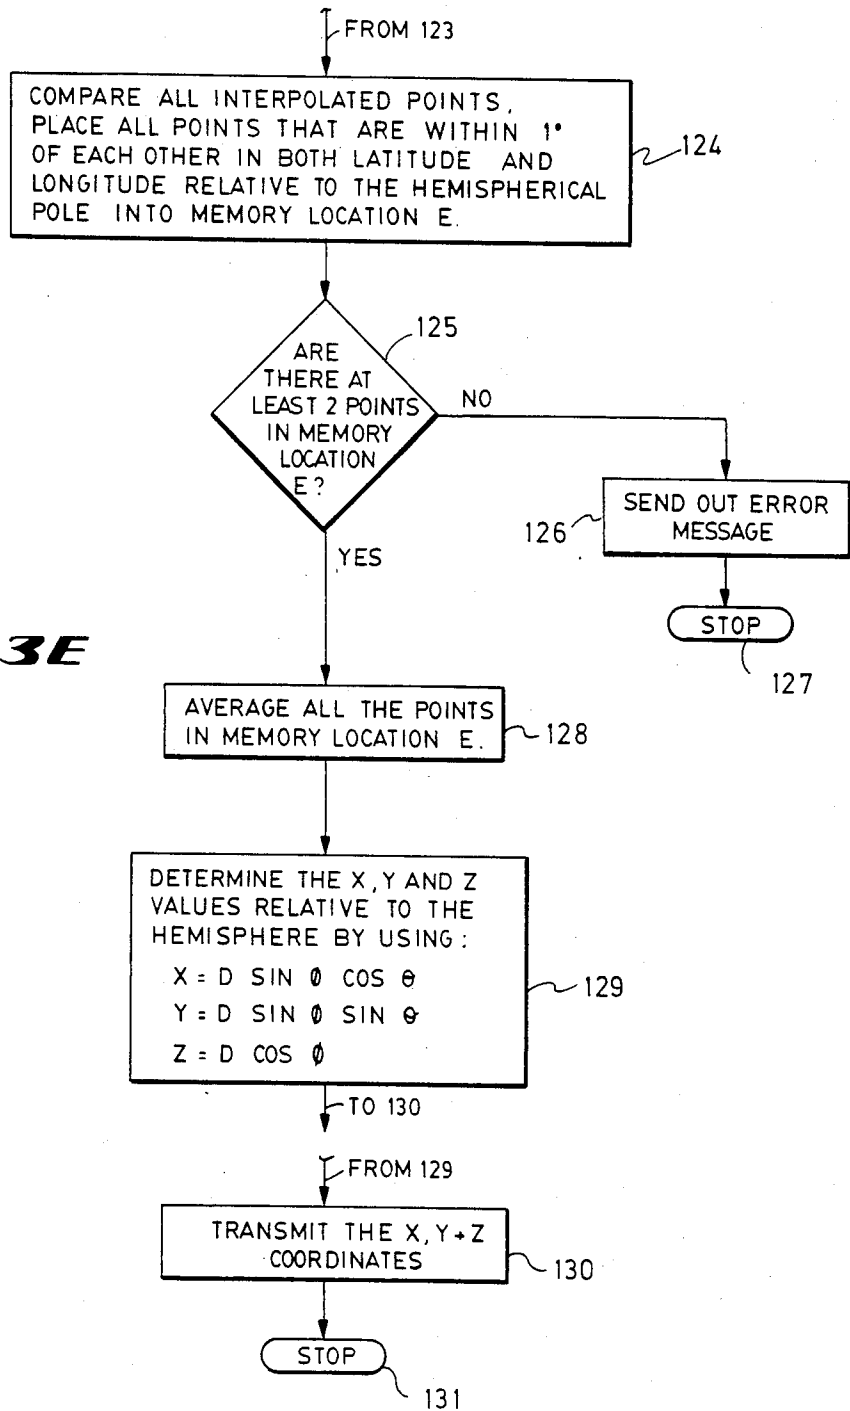 FROM 123
COMPARE ALL INTERPOLATED POINTS,
PLACE ALL POINTS THAT ARE WITHIN 1°
OF EACH OTHER IN BOTH LATITUDE AND
LONGITUDE RELATIVE TO THE HEMISPHERICAL
POLE INTO MEMORY LOCATION E.
124
125
ARE
THERE AT
LEAST 2 POINTS
IN MEMORY
LOCATION
E?
NO
SEND OUT ERROR
MESSAGE
126
YES
STOP
127
3E
AVERAGE ALL THE POINTS
IN MEMORY LOCATION E.
128
DETERMINE THE X, Y AND Z
VALUES RELATIVE TO THE
HEMISPHERE BY USING:
X = D SIN Ø COS θ
Y = D SIN Ø SIN θ
Z = D COS Ø
129
TO 130
FROM 129
TRANSMIT THE X, Y + Z
COORDINATES
130
STOP
131